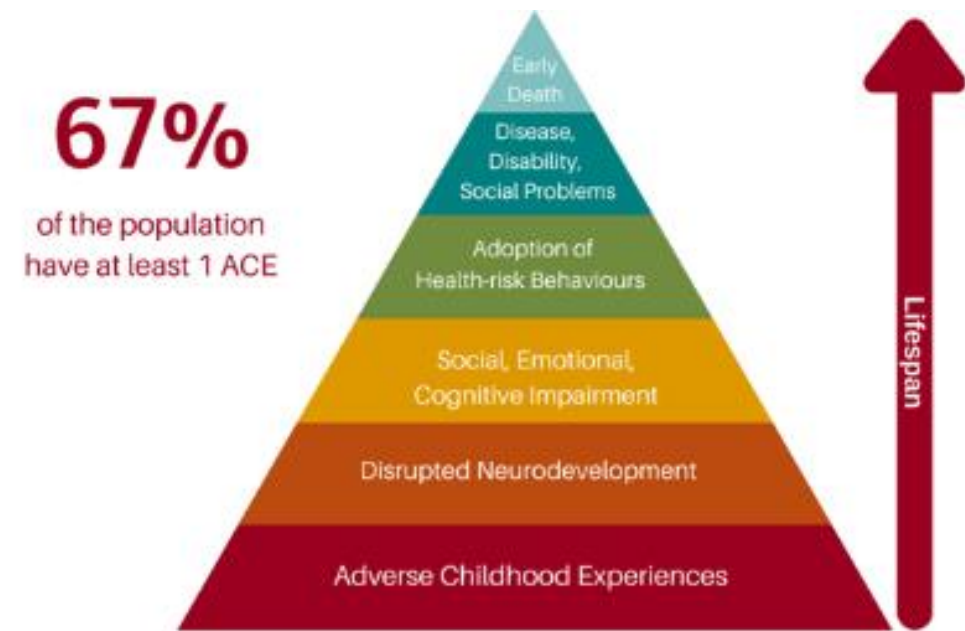 67%
of the population
have at least 1 ACE
Early
Death
Disease,
Disability,
Social Problems
Adoption of
Health-risk Behaviours
Social, Emotional,
Cognitive Impairment
Disrupted Neurodevelopment
Adverse Childhood Experiences
Lifespan